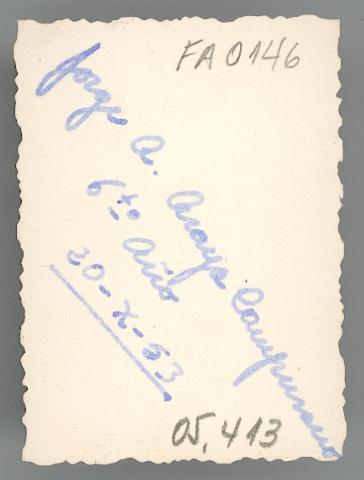 FA0146
Jorge A. Araya Campusano
6to Año
20-X-53
05,413